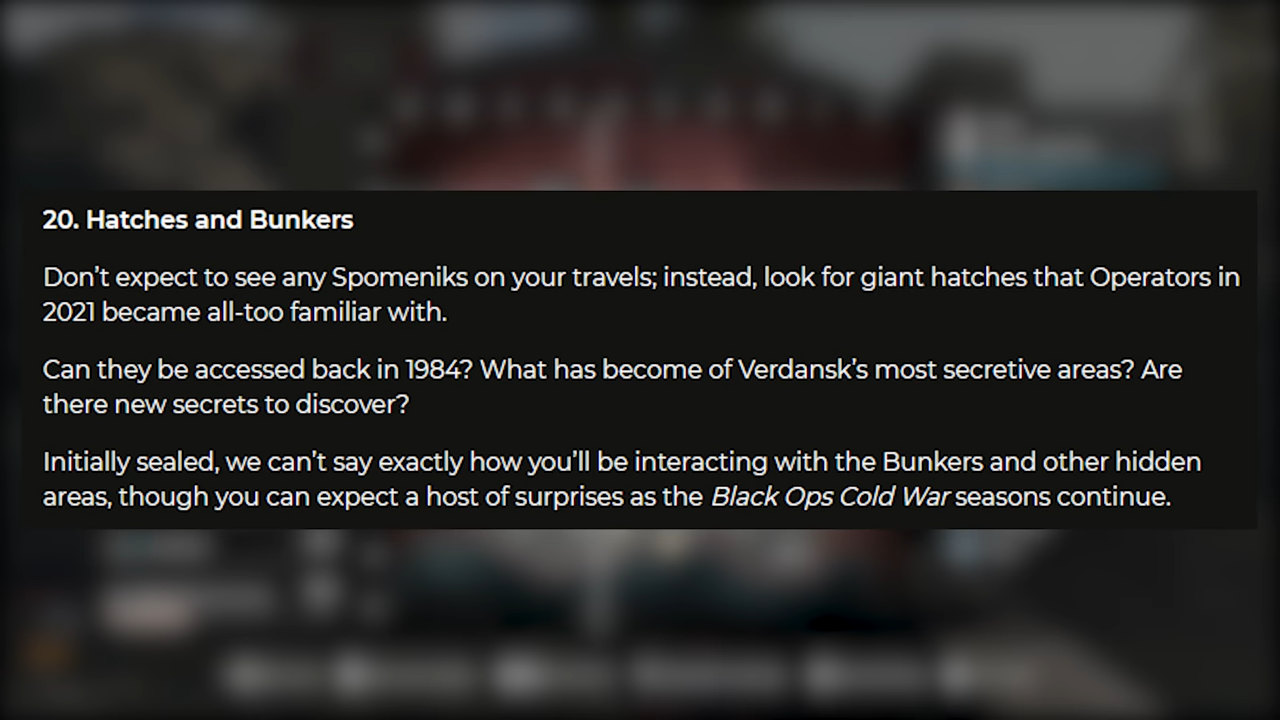 20. Hatches and Bunkers
Don’t expect to see any Spomeniks on your travels; instead, look for giant hatches that Operators in
2021 became all-too familiar with.
Can they be accessed back in 1984? What has become of Verdansk’s most secretive areas? Are
there new secrets to discover?
Initially sealed, we can’t say exactly how you’ll be interacting with the Bunkers and other hidden
areas, though you can expect a host of surprises as the Black Ops Cold War seasons continue.